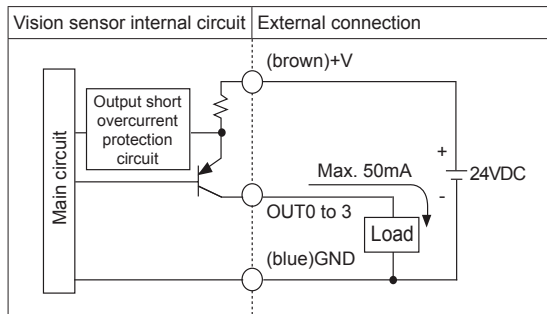 Vision sensor internal circuit
External connection
(brown)+V
Output short
overcurrent
protection
circuit
Main circuit
+
Max. 50mA
24VDC
-
OUT0 to 3
Load
(blue)GND